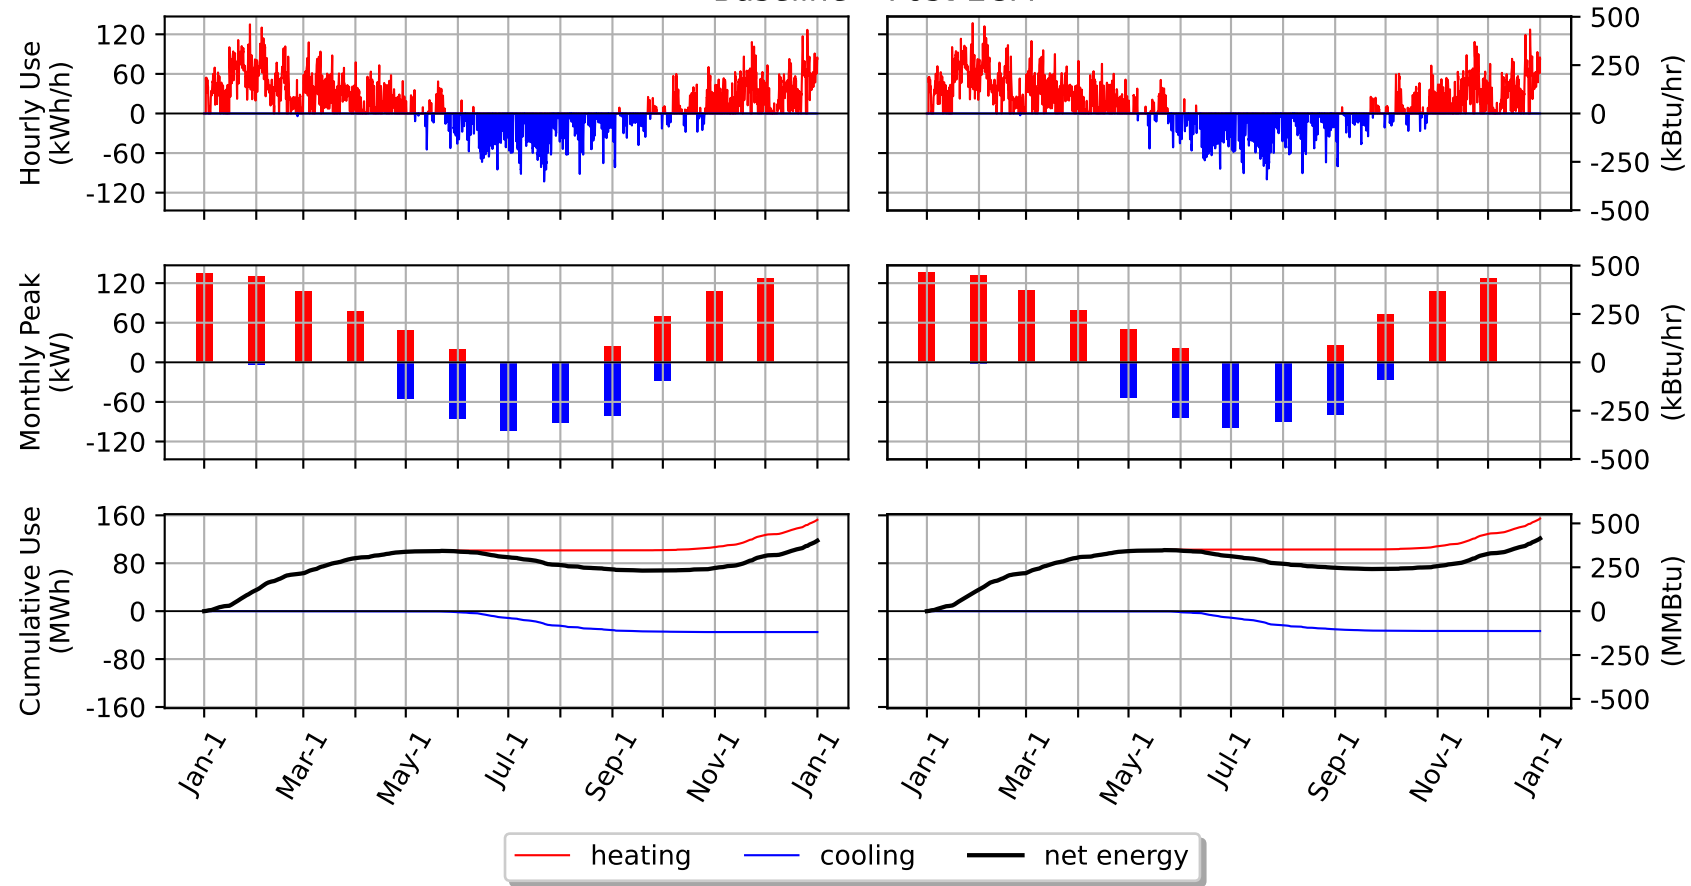 Hourly Use
(kWh/h)
120
60
0
-60
-120
500
250
0
-250
-500
(kBtu/hr)
Monthly Peak
(kW)
120
60
0
-60
-120
500
250
0
-250
-500
(kBtu/hr)
Cumulative Use
(MWh)
160
80
0
-80
-160
500
250
0
-250
-500
(MMBtu)
Jan-1
Mar-1
May-1
Jul-1
Sep-1
Nov-1
Jan-1
Jan-1
Mar-1
May-1
Jul-1
Sep-1
Nov-1
Jan-1
heating cooling net energy